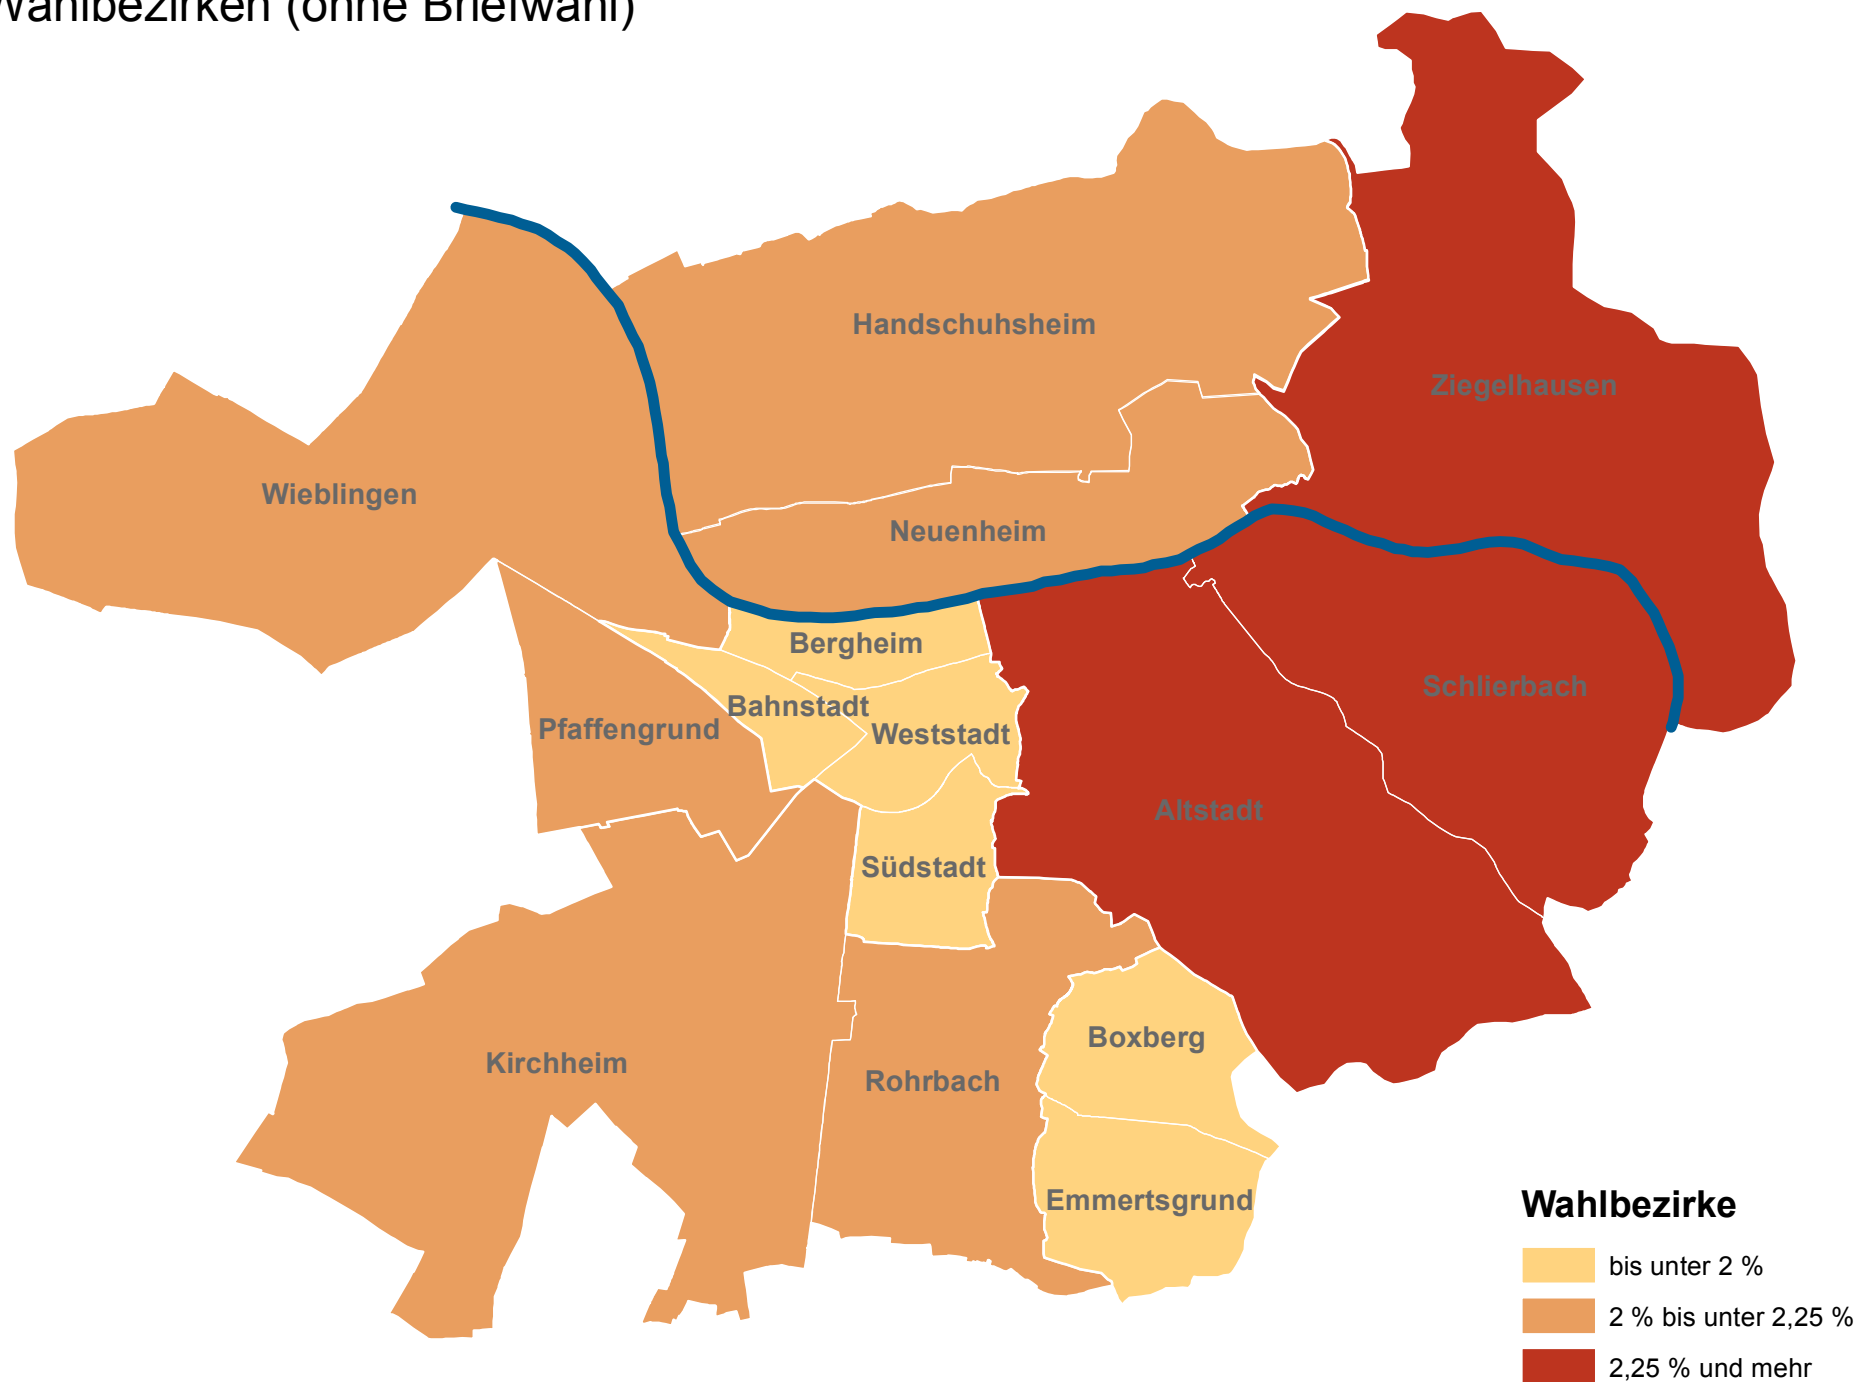 Wahlbezirken (ohne Briefwahl)
Handschuhsheim
Ziegelhausen
Wieblingen
Neuenheim
Bergheim
Schlierbach
Bahnstadt
Pfaffengrund
Weststadt
Altstadt
Südstadt
Boxberg
Kirchheim
Rohrbach
Emmertsgrund
Wahlbezirke
bis unter 2 %
2 % bis unter 2,25 %
2,25 % und mehr